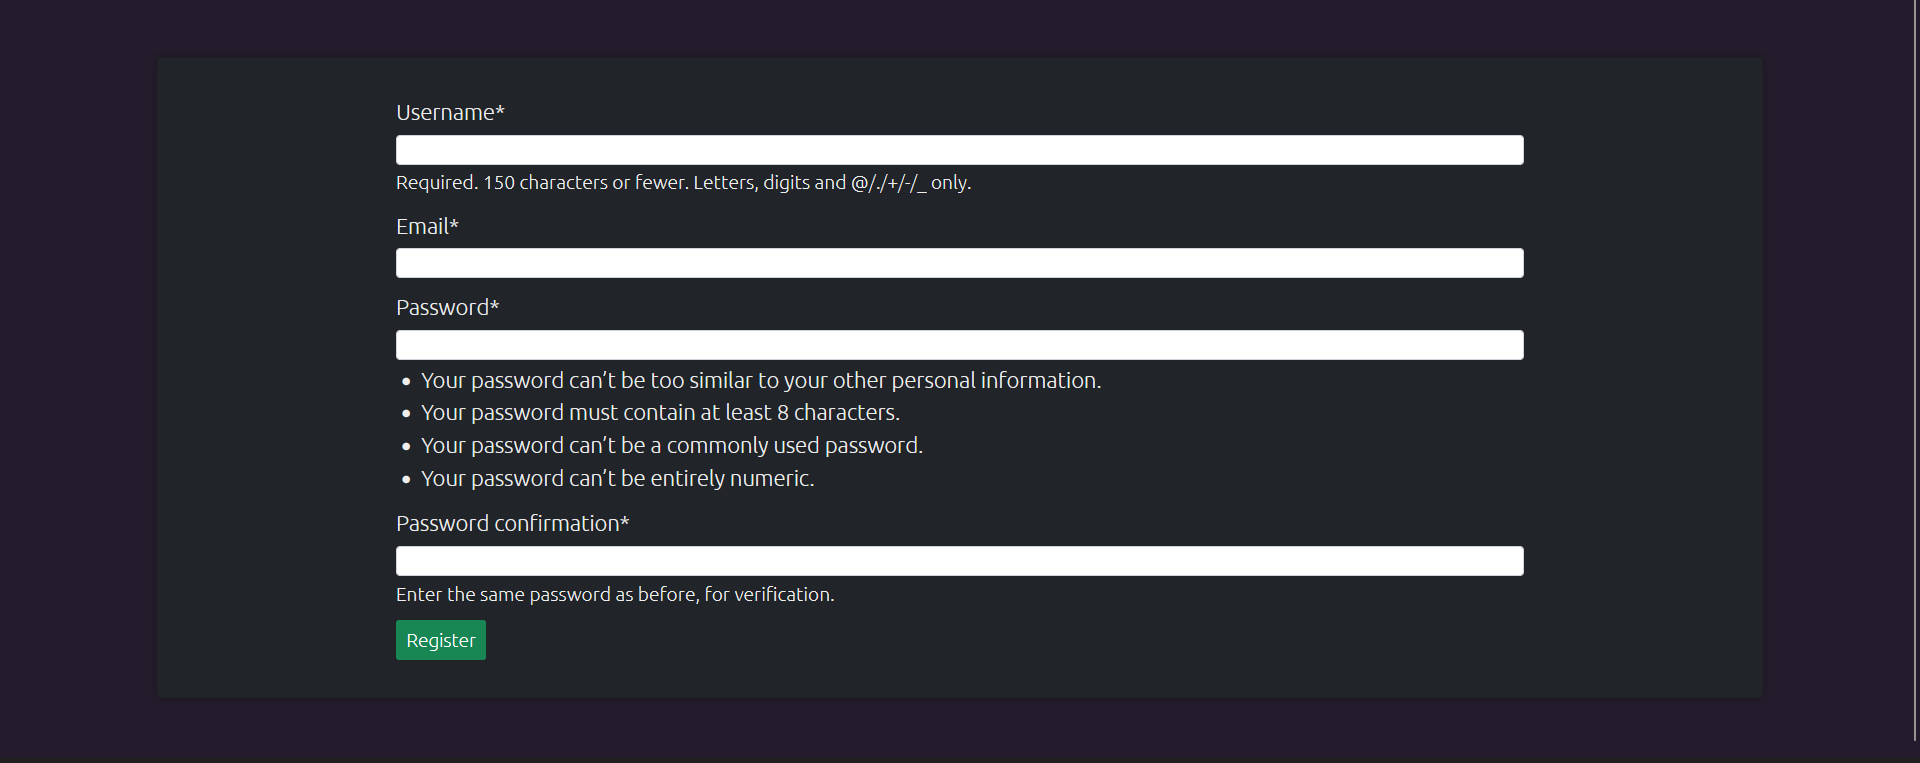 Username*
Required. 150 characters or fewer. Letters, digits and @/./+/-/_ only.
Email*
Password*
• Your password can’t be too similar to your other personal information.
• Your password must contain at least 8 characters.
• Your password can’t be a commonly used password.
• Your password can’t be entirely numeric.
Password confirmation*
Enter the same password as before, for verification.
Register